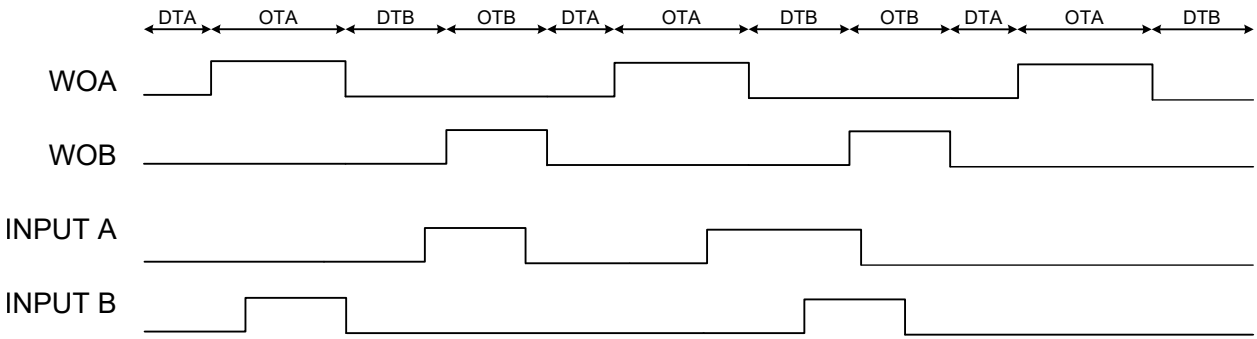 DTA OTA DTB OTB DTA OTA DTB OTB DTA OTA DTB
WOA
WOB
INPUT A
INPUT B